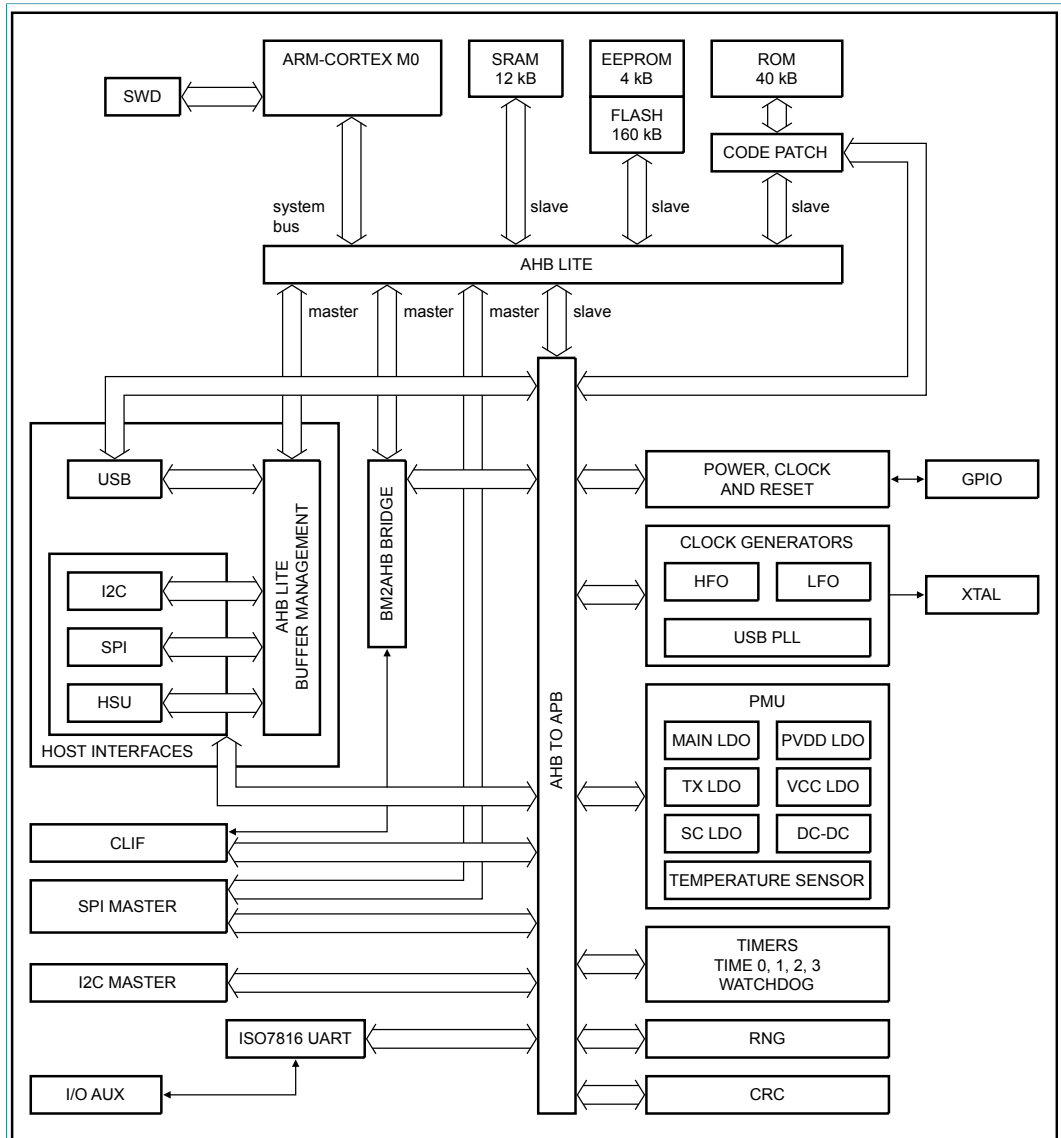 ARM-CORTEX M0
SWD
SRAM
12 kB
EEPROM
4 kB
FLASH
160 kB
ROM
40 kB
CODE PATCH
system
bus
slave
slave
slave
AHB LITE
master
master
master
slave
USB
AHB LITE
BUFFER MANAGEMENT
BM2AHB BRIDGE
I2C
SPI
HSU
HOST INTERFACES
AHB TO APB
POWER, CLOCK
AND RESET
GPIO
CLOCK GENERATORS
HFO
LFO
USB PLL
XTAL
PMU
MAIN LDO
PVDD LDO
TX LDO
VCC LDO
SC LDO
DC-DC
TEMPERATURE SENSOR
CLIF
SPI MASTER
I2C MASTER
ISO7816 UART
I/O AUX
TIMERS
TIME 0, 1, 2, 3
WATCHDOG
RNG
CRC